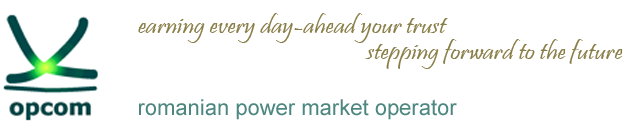 earning every day-ahead your trust
stepping forward to the future
opcom
romanian power market operator